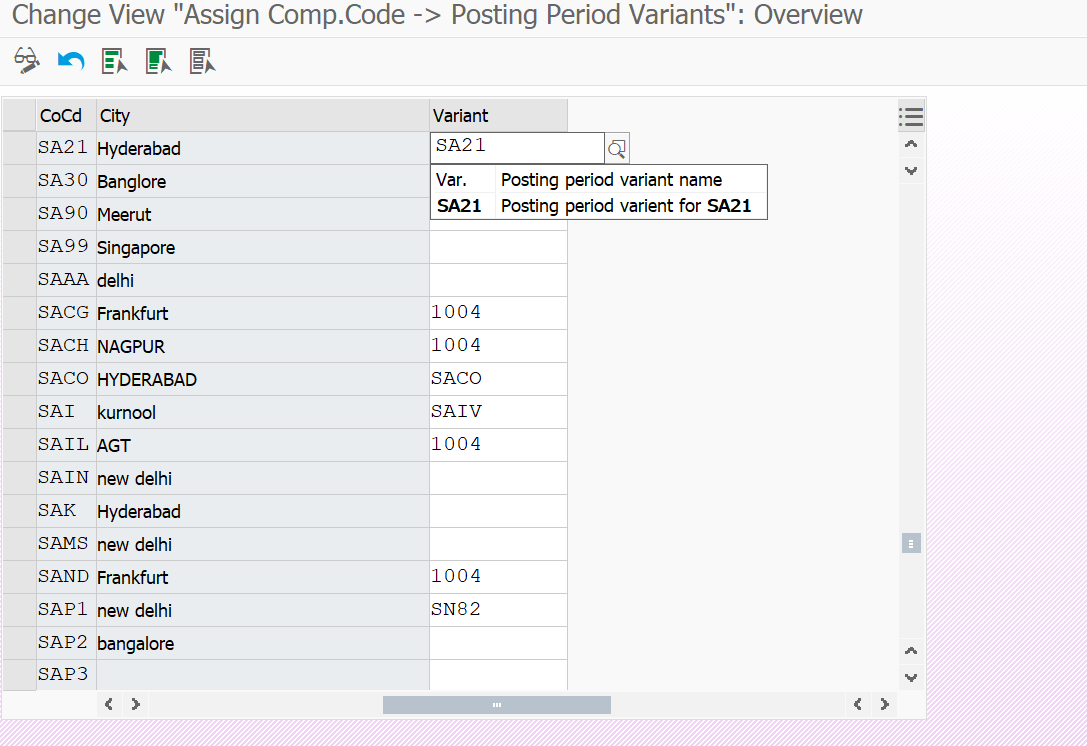 Change View "Assign Comp.Code -> Posting Period Variants": Overview
CoCd City Variant
SA21 Hyderabad SA21
SA30 Banglore Var. Posting period variant name
SA90 Meerut SA21 Posting period varient for SA21
SA99 Singapore
SAAA delhi
SACG Frankfurt 1004
SACH NAGPUR 1004
SACO HYDERABAD SACO
SAI kurnool SAIV
SAIL AGT 1004
SAIN new delhi
SAK Hyderabad
SAMS new delhi
SAND Frankfurt 1004
SAP1 new delhi SN82
SAP2 bangalore
SAP3